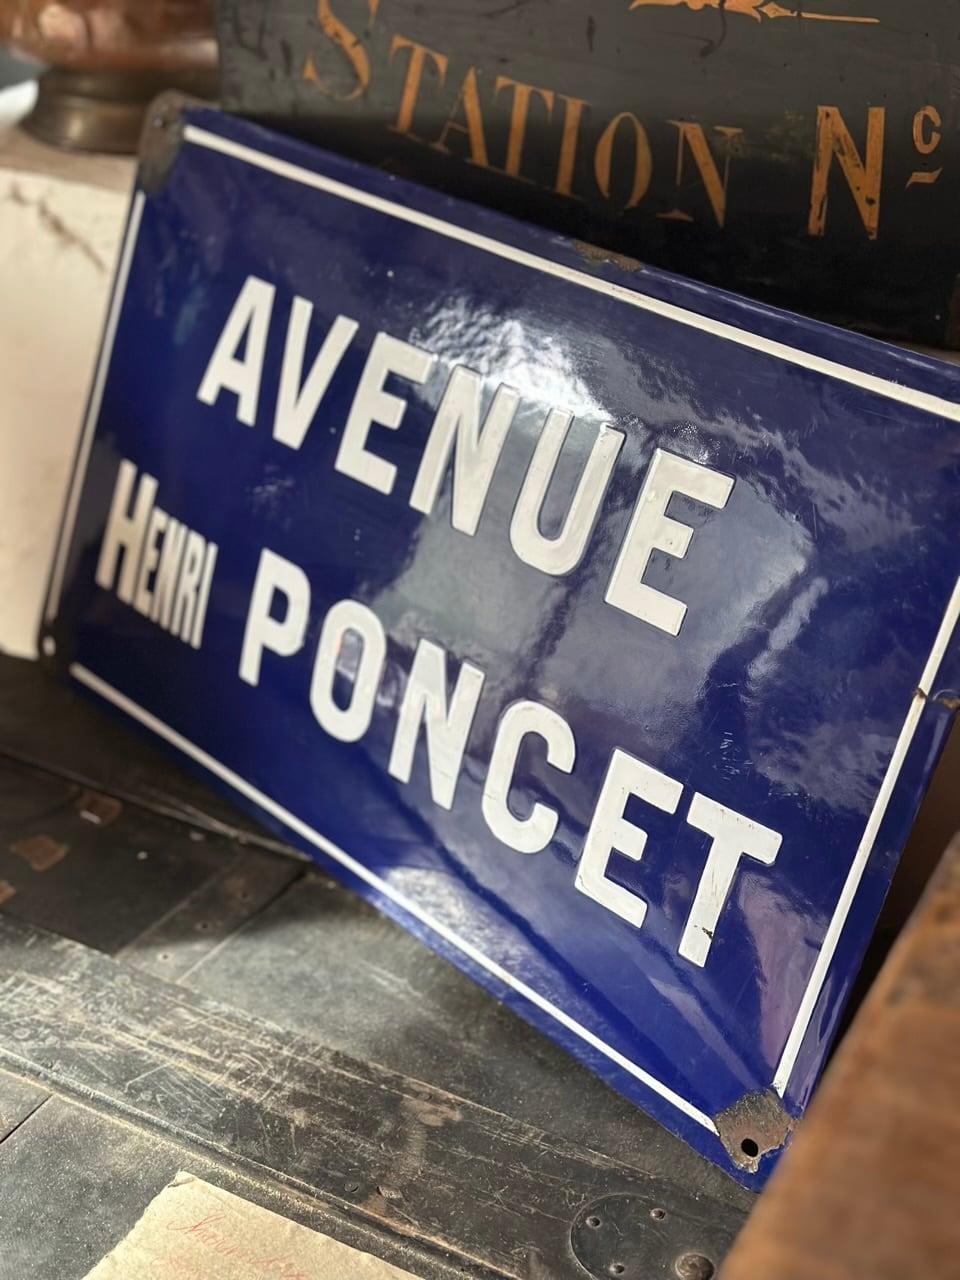 STATION Nº
AVENUE
HENRI PONCET